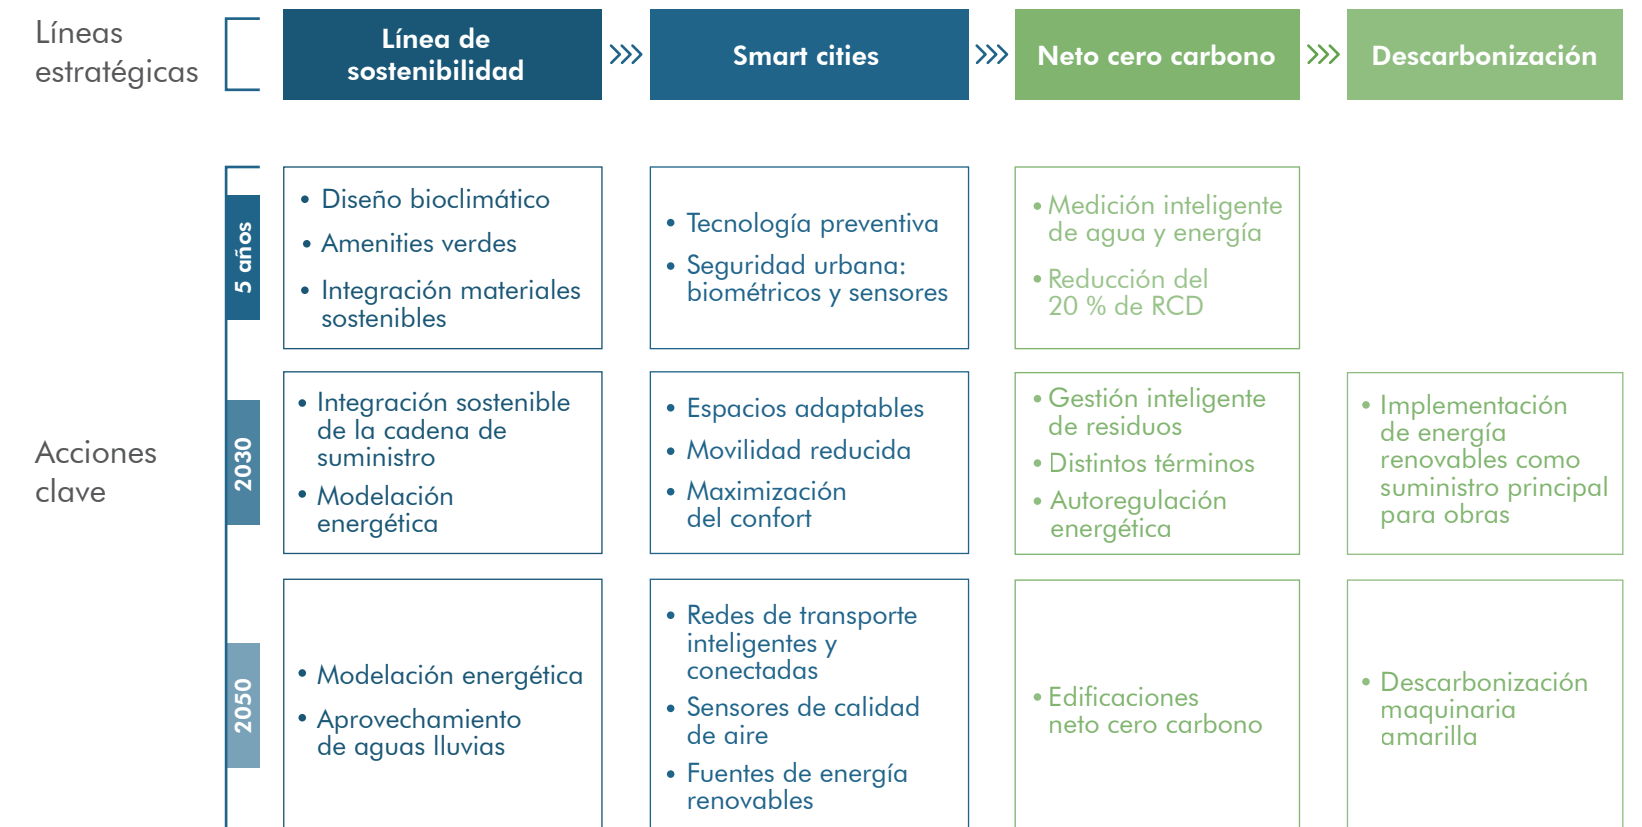 Líneas
estratégicas
Línea de
sostenibilidad
Smart cities
Neto cero carbono
Descarbonización
Acciones
clave
5 años
• Diseño bioclimático
• Amenities verdes
• Integración materiales
sostenibles
• Tecnología preventiva
• Seguridad urbana:
biométricos y sensores
• Medición inteligente
de agua y energía
• Reducción del
20 % de RCD
2030
• Integración sostenible
de la cadena de
suministro
• Modelación
energética
• Espacios adaptables
• Movilidad reducida
• Maximización
del confort
• Gestión inteligente
de residuos
• Distintos términos
• Autoregulación
energética
• Implementación
de energía
renovables como
suministro principal
para obras
2050
• Modelación energética
• Aprovechamiento
de aguas lluvias
• Redes de transporte
inteligentes y
conectadas
• Sensores de calidad
de aire
• Fuentes de energía
renovables
• Edificaciones
neto cero carbono
• Descarbonización
maquinaria
amarilla